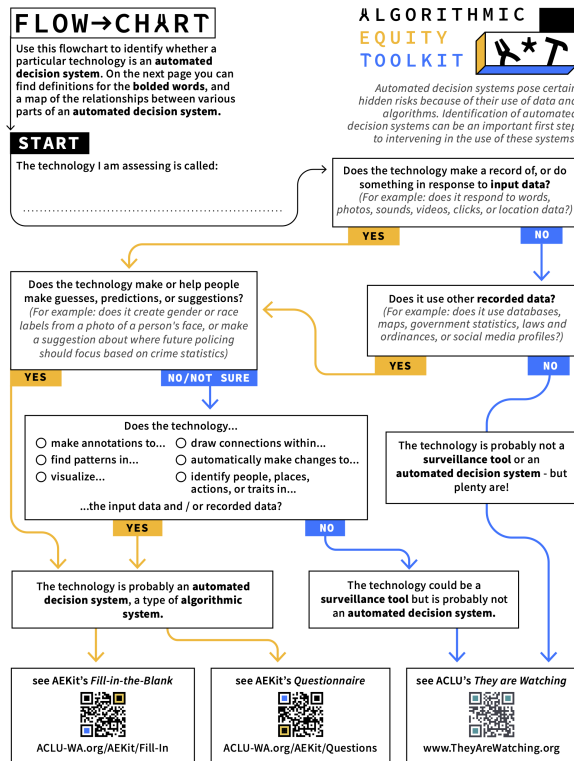 FLOW→CHART
Use this flowchart to identify whether a
particular technology is an automated
decision system. On the next page you can
find definitions for the bolded words, and
a map of the relationships between various
parts of an automated decision system.
ALGORITHMIC
EQUITY
TOOLKIT
Automated decision systems pose certain
hidden risks because of their use of data and
algorithms. Identification of automated
decision systems can be an important first step
to intervening in the use of these systems.
START
The technology I am assessing is called:
Does the technology make a record of, or do
something in response to input data?
(For example: does it respond to words,
photos, sounds, videos, clicks, or location data?)
YES
NO
Does the technology make or help people
make guesses, predictions, or suggestions?
(For example: does it create gender or race
labels from a photo of a person's face, or make
a suggestion about where future policing
should focus based on crime statistics)
YES
NO/NOT SURE
Does it use other recorded data?
(For example: does it use databases,
maps, government statistics, laws and
ordinances, or social media profiles?)
YES
NO
Does the technology...
make annotations to...
draw connections within...
find patterns in...
automatically make changes to...
visualize...
identify people, places,
actions, or traits in...
...the input data and / or recorded data?
YES
NO
The technology is probably not a
surveillance tool or an
automated decision system - but
plenty are!
The technology is probably an automated
decision system, a type of algorithmic
system.
The technology could be a
surveillance tool but is probably not
an automated decision system.
see AEKit's Fill-in-the-Blank
ACLU-WA.org/AEKit/Fill-In
see AEKit's Questionnaire
ACLU-WA.org/AEKit/Questions
see ACLU's They are Watching
www.TheyAreWatching.org